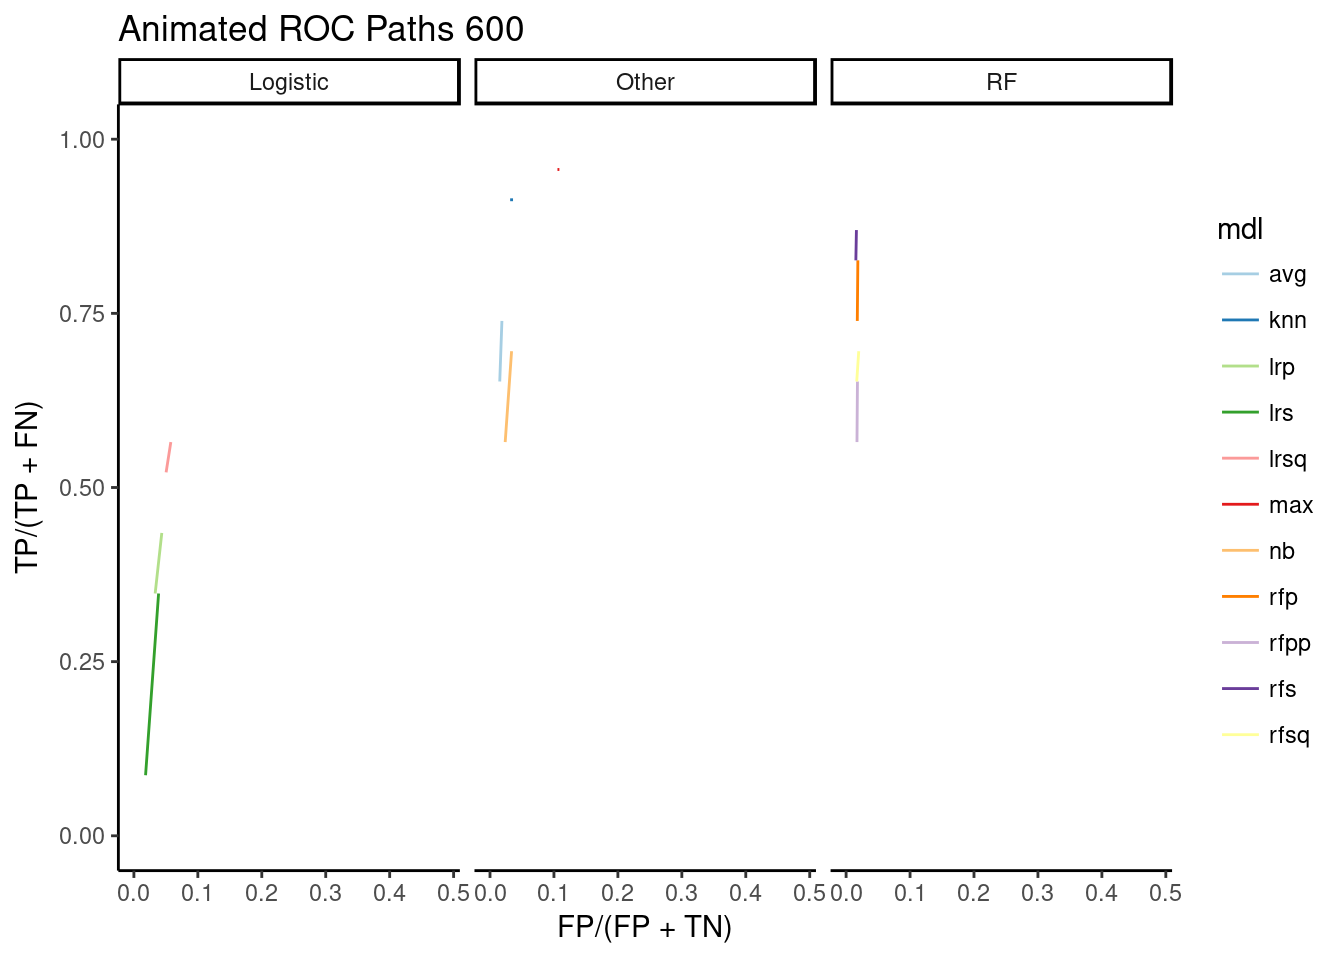 Animated ROC Paths 600
Logistic
Other
RF
1.00
0.75
0.50
0.25
0.00
TP/(TP + FN)
0.0 0.1 0.2 0.3 0.4 0.5
0.0 0.1 0.2 0.3 0.4 0.5
0.0 0.1 0.2 0.3 0.4 0.5
FP/(FP + TN)
mdl
avg
knn
lrp
lrs
lrsq
max
nb
rfp
rfpp
rfs
rfsq